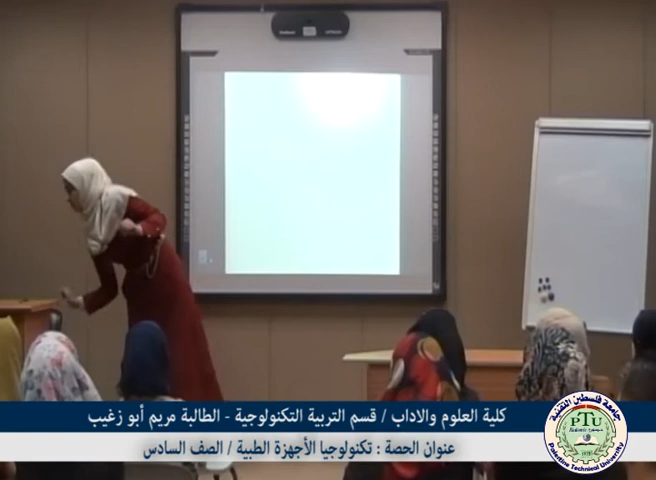 كلية العلوم والاداب / قسم التربية التكنولوجية - الطالبة مريم أبو زغيب
عنوان الحصة : تكنولوجيا الأجهزة الطبية / الصف السادس
جامعة فلسطين التقنية
PTU
Palestine Technical University